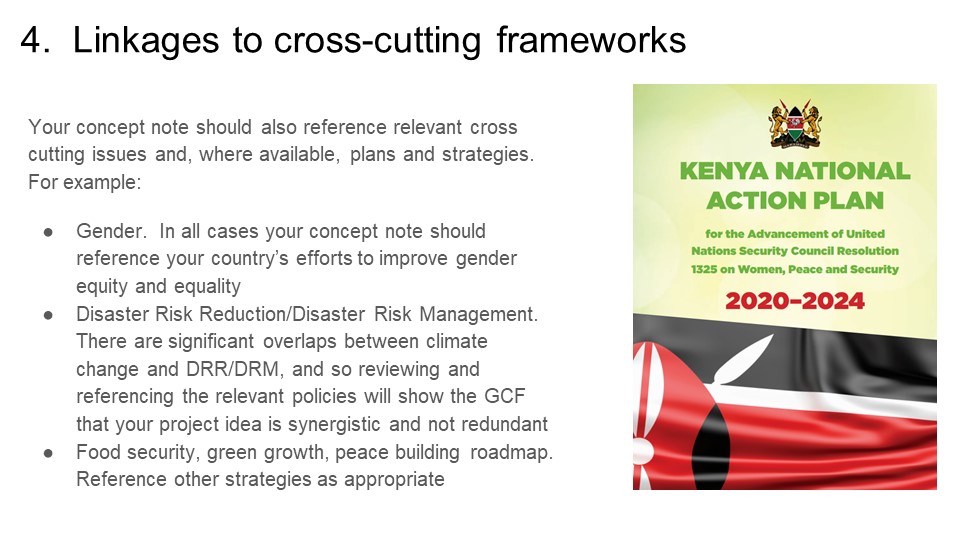 4.  Linkages to cross-cutting frameworks
Your concept note should also reference relevant cross
cutting issues and, where available, plans and strategies.
For example:
● Gender.  In all cases your concept note should
reference your country’s efforts to improve gender
equity and equality
● Disaster Risk Reduction/Disaster Risk Management.
There are significant overlaps between climate
change and DRR/DRM, and so reviewing and
referencing the relevant policies will show the GCF
that your project idea is synergistic and not redundant
● Food security, green growth, peace building roadmap.
Reference other strategies as appropriate
KENYA NATIONAL
ACTION PLAN
for the Advancement of United
Nations Security Council Resolution
1325 on Women, Peace and Security
2020–2024